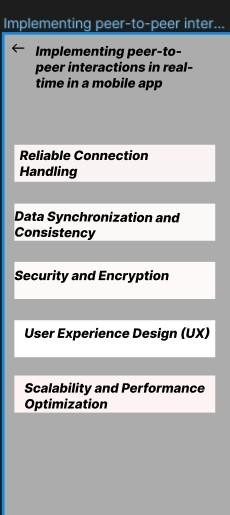 Implementing peer-to-peer inter...
Implementing peer-to-
peer interactions in real-
time in a mobile app
Reliable Connection
Handling
Data Synchronization and
Consistency
Security and Encryption
User Experience Design (UX)
Scalability and Performance
Optimization